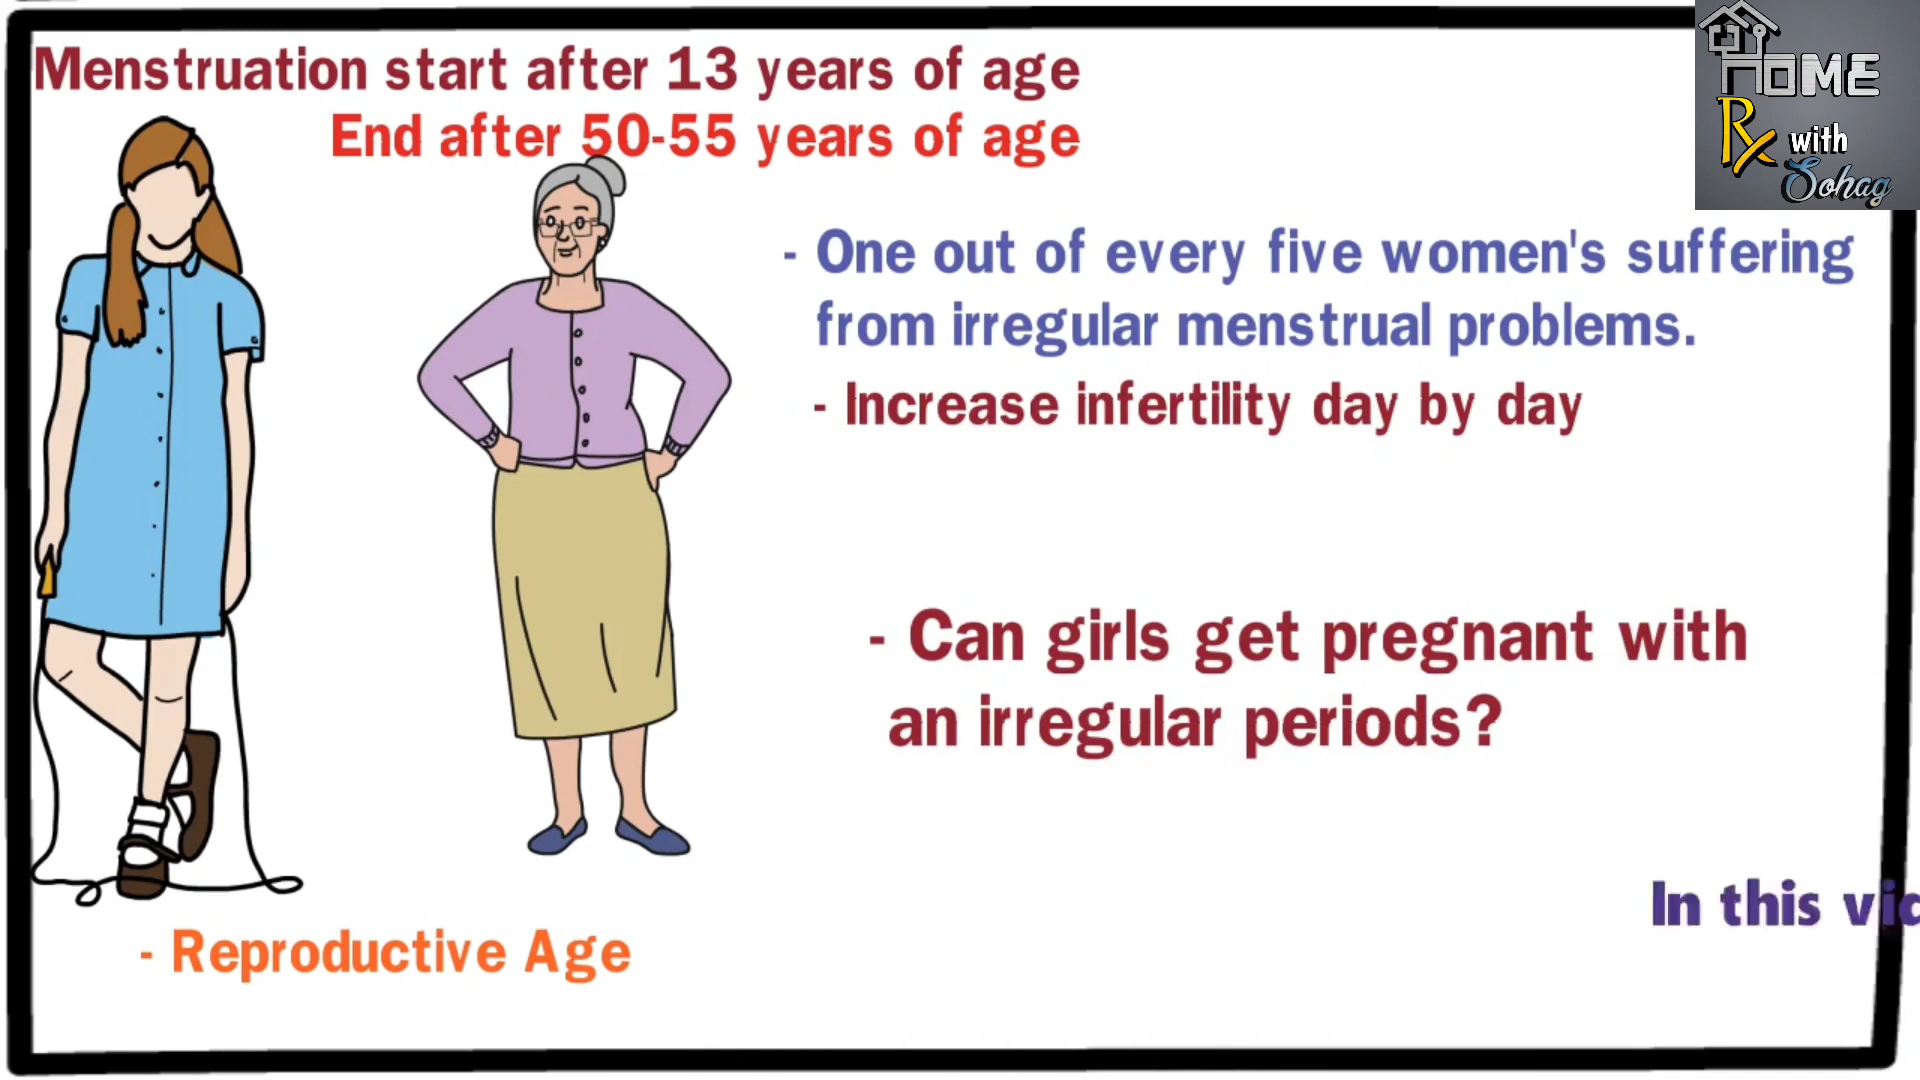 Menstruation start after 13 years of age
End after 50-55 years of age
HOME
Rx with
Sohag
- One out of every five women's suffering
from irregular menstrual problems.
- Increase infertility day by day
- Can girls get pregnant with
an irregular periods?
In this
- Reproductive Age